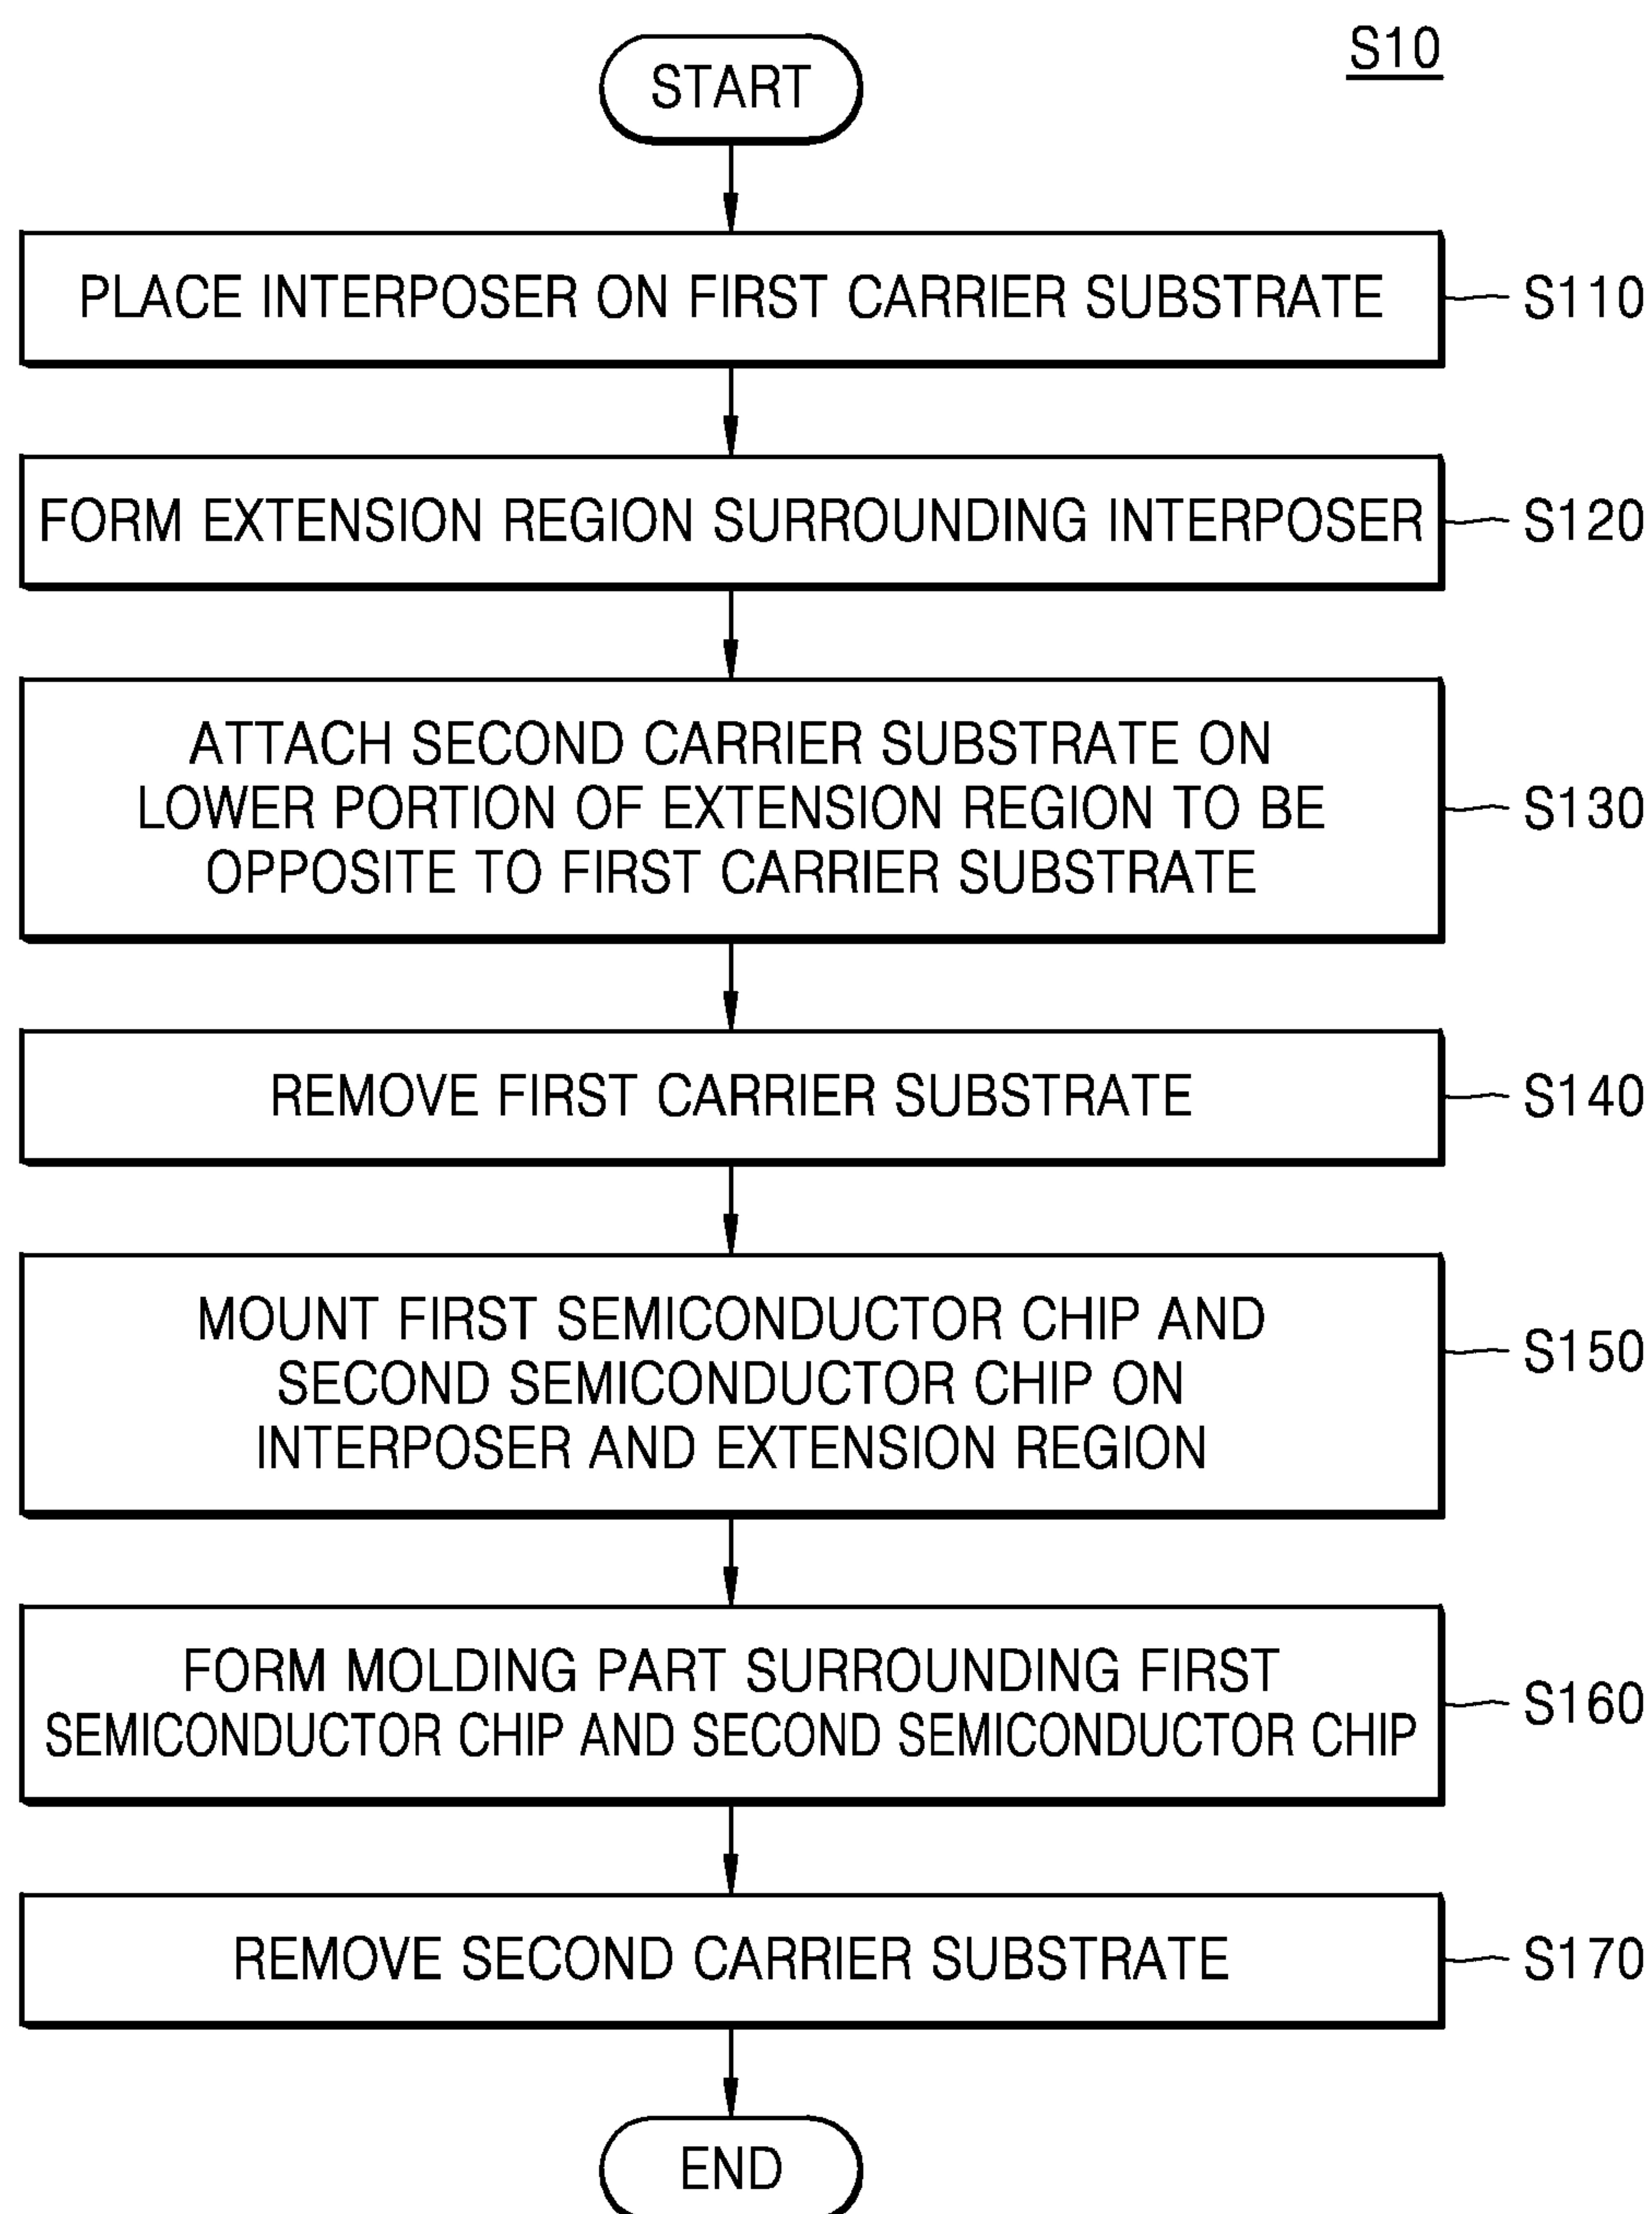 S10
START
PLACE INTERPOSER ON FIRST CARRIER SUBSTRATE
S110
FORM EXTENSION REGION SURROUNDING INTERPOSER
S120
ATTACH SECOND CARRIER SUBSTRATE ON
LOWER PORTION OF EXTENSION REGION TO BE
OPPOSITE TO FIRST CARRIER SUBSTRATE
S130
REMOVE FIRST CARRIER SUBSTRATE
S140
MOUNT FIRST SEMICONDUCTOR CHIP AND
SECOND SEMICONDUCTOR CHIP ON
INTERPOSER AND EXTENSION REGION
S150
FORM MOLDING PART SURROUNDING FIRST
SEMICONDUCTOR CHIP AND SECOND SEMICONDUCTOR CHIP
S160
REMOVE SECOND CARRIER SUBSTRATE
S170
END